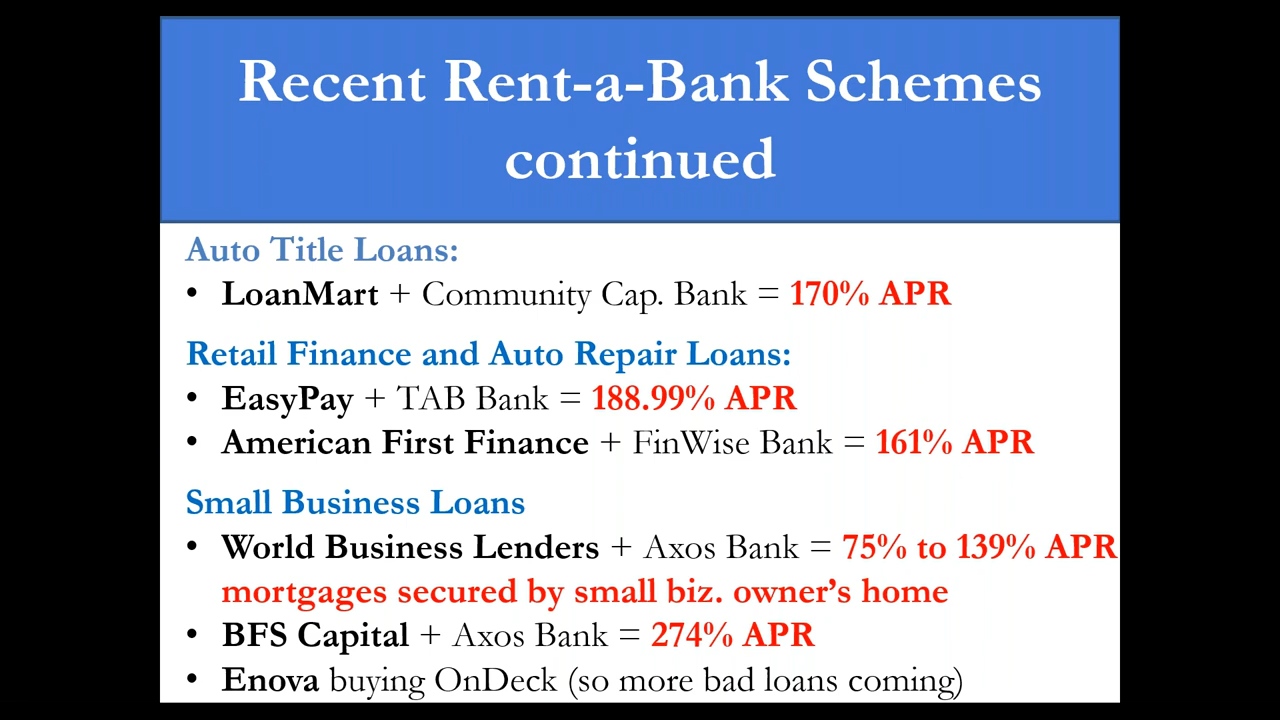 Recent Rent-a-Bank Schemes
continued
Auto Title Loans:
• LoanMart + Community Cap. Bank = 170% APR
Retail Finance and Auto Repair Loans:
• EasyPay + TAB Bank = 188.99% APR
• American First Finance + FinWise Bank = 161% APR
Small Business Loans
• World Business Lenders + Axos Bank = 75% to 139% APR
mortgages secured by small biz. owner’s home
• BFS Capital + Axos Bank = 274% APR
• Enova buying OnDeck (so more bad loans coming)